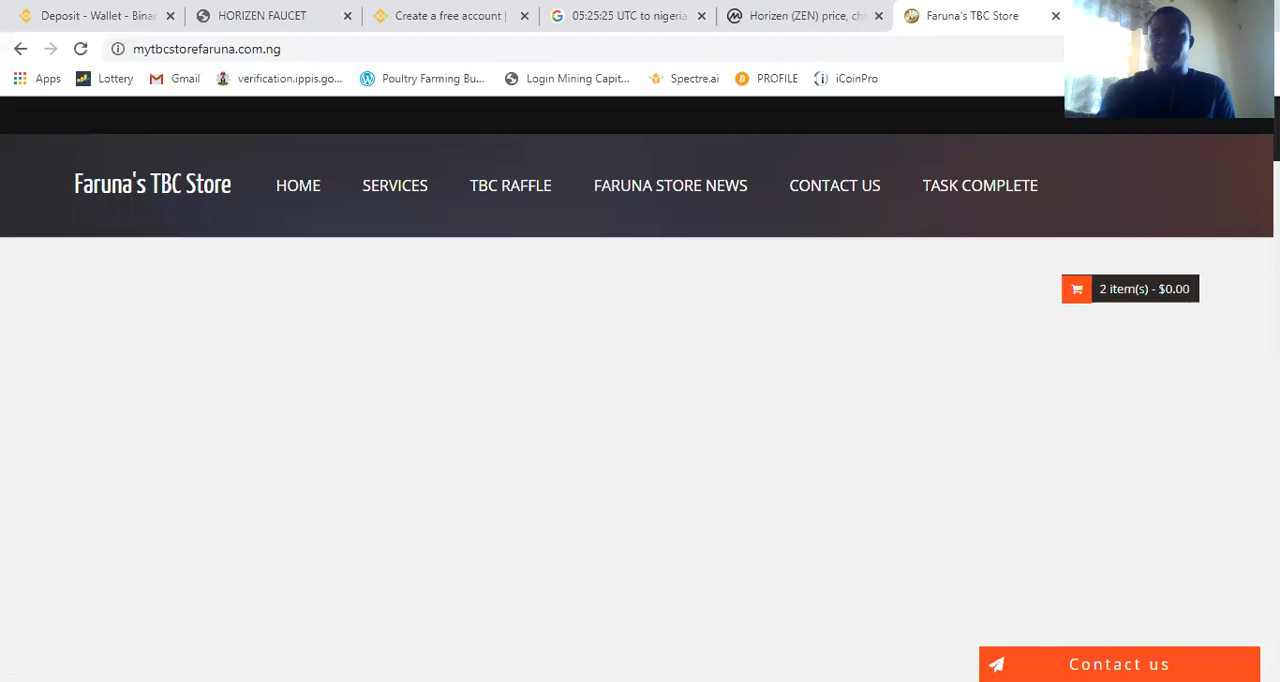 Deposit - Wallet - Binan
HORIZEN FAUCET
Create a free account |
05:25:25 UTC to nigeria
Horizen (ZEN) price, ch
Faruna's TBC Store
mytbcstorefaruna.com.ng
Apps
Lottery
Gmail
verification.ippis.go...
Poultry Farming Bu...
Login Mining Capit...
Spectre.ai
PROFILE
iCoinPro
Faruna's TBC Store
HOME
SERVICES
TBC RAFFLE
FARUNA STORE NEWS
CONTACT US
TASK COMPLETE
2 item(s) - $0.00
Contact us